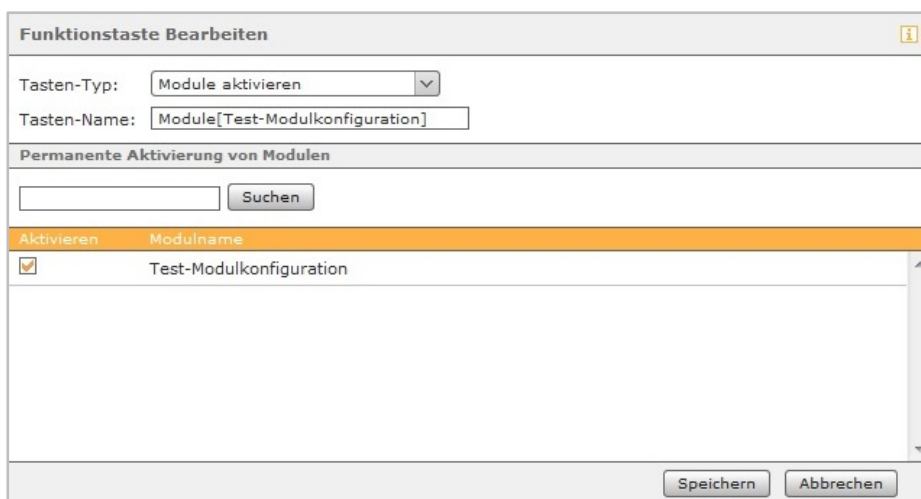 Funktionstaste Bearbeiten
Tasten-Typ: Module aktivieren
Tasten-Name: Module[Test-Modulkonfiguration]
Permanente Aktivierung von Modulen
Suchen
Aktivieren Modulname
Test-Modulkonfiguration
Speichern Abbrechen